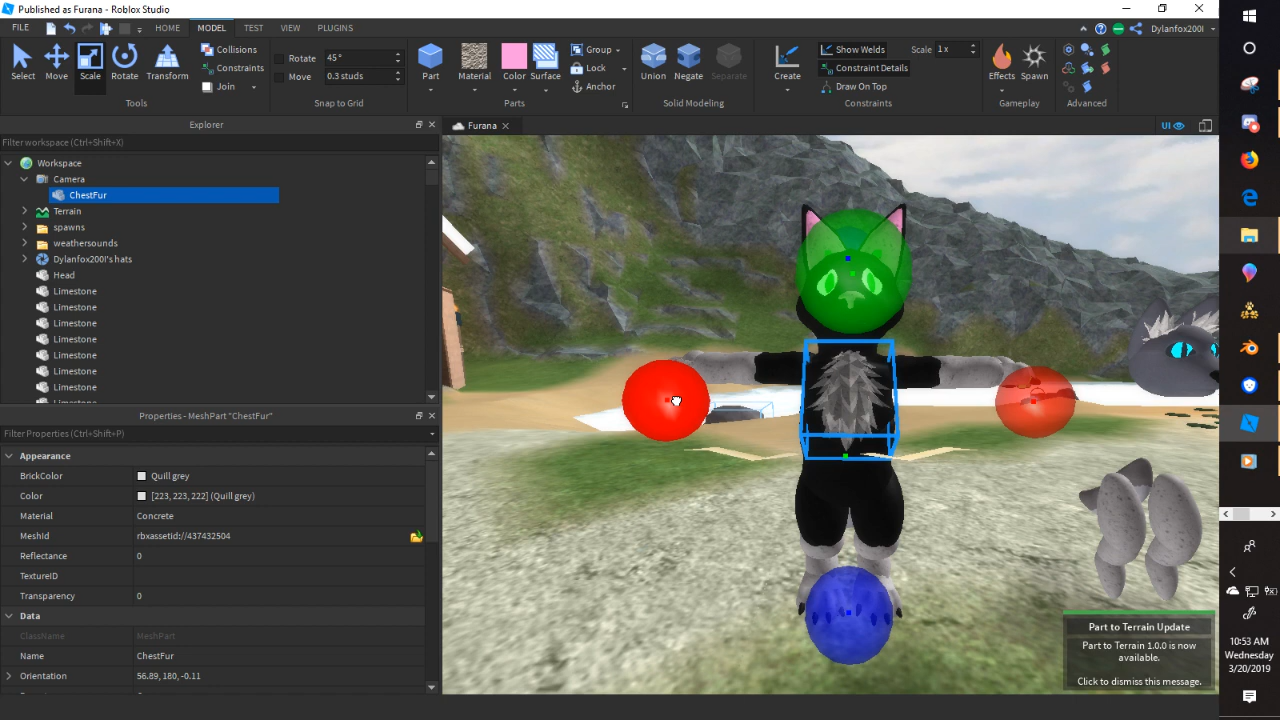 Published as Furana - Roblox Studio
FILE
HOME
MODEL
TEST
VIEW
PLUGINS
Dylanfox200I
Select
Move
Scale
Rotate
Transform
Collisions
Constraints
Join
Tools
Rotate
45°
Move
0.3 studs
Snap to Grid
Part
Material
Color
Surface
Group
Lock
Anchor
Parts
Union
Negate
Separate
Solid Modeling
Create
Show Welds
Scale 1 x
Constraint Details
Draw On Top
Constraints
Effects
Spawn
Gameplay
Advanced
Explorer
Filter workspace (Ctrl+Shift+X)
Workspace
Camera
ChestFur
Terrain
spawns
weathersounds
Dylanfox200I's hats
Head
Limestone
Limestone
Limestone
Limestone
Limestone
Limestone
Limestone
Limestone
Properties - MeshPart "ChestFur"
Filter Properties (Ctrl+Shift+P)
Appearance
BrickColor
Quill grey
Color
[223, 223, 222] (Quill grey)
Material
Concrete
MeshId
rbxassetid://437432504
Reflectance
0
TextureID
Transparency
0
Data
ClassName
MeshPart
Name
ChestFur
Orientation
56.89, 180, -0.11
Furana
UI
Part to Terrain Update
Part to Terrain 1.0.0 is now
available.
Click to dismiss this message.
10:53 AM
Wednesday
3/20/2019